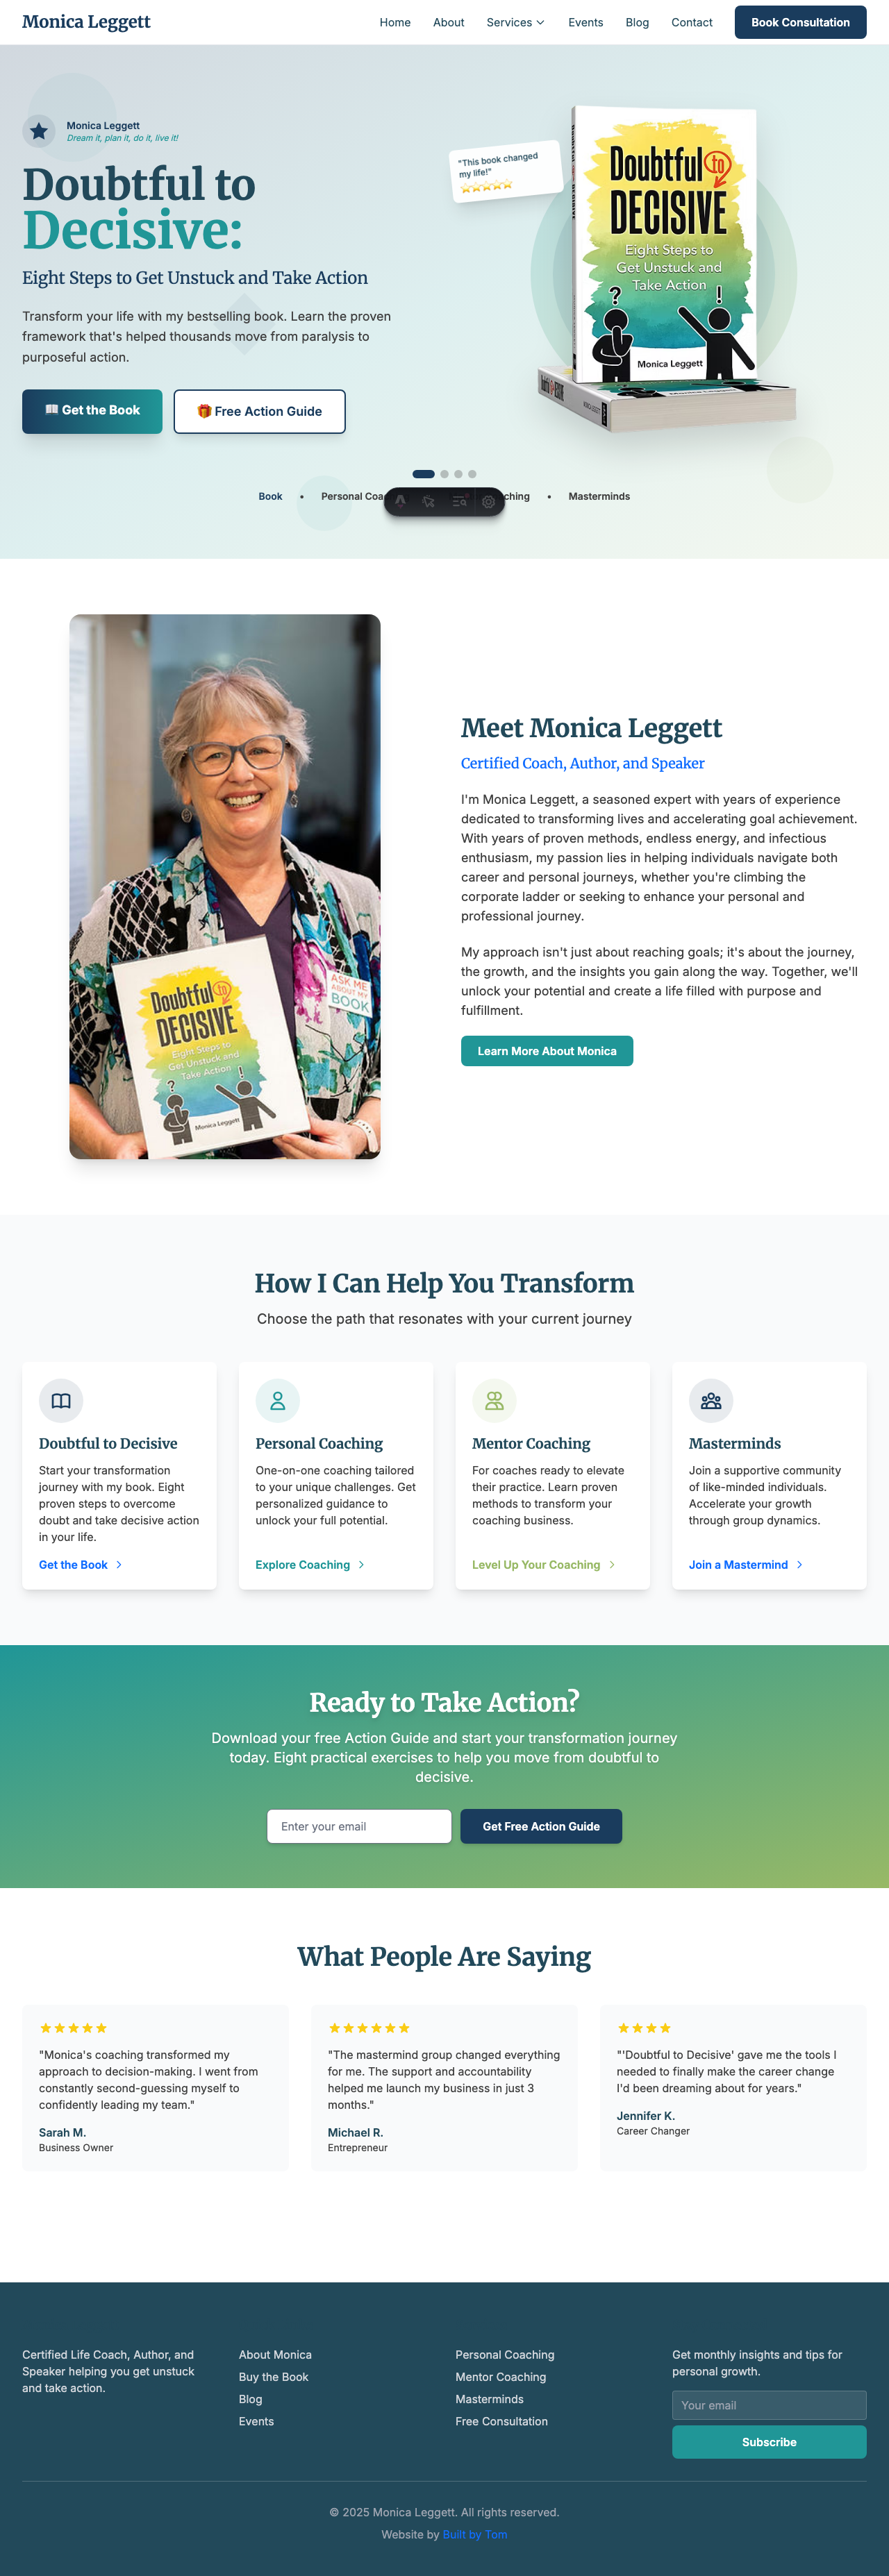 Monica Leggett
Home
About
Services
Events
Blog
Contact
Book Consultation
Monica Leggett
Dream it, plan it, do it, live it!
Doubtful to
Decisive:
Eight Steps to Get Unstuck and Take Action
Transform your life with my bestselling book. Learn the proven
framework that's helped thousands move from paralysis to
purposeful action.
📖 Get the Book
🎁 Free Action Guide
"This book changed
my life!"
⭐⭐⭐⭐⭐
Doubtful to
DECISIVE
Eight Steps to
Get Unstuck and
Take Action
? !
Monica Leggett
Book • Personal • Masterminds
Meet Monica Leggett
Certified Coach, Author, and Speaker
I'm Monica Leggett, a seasoned expert with years of experience
dedicated to transforming lives and accelerating goal achievement.
With years of proven methods, endless energy, and infectious
enthusiasm, my passion lies in helping individuals navigate both
career and personal journeys, whether you're climbing the
corporate ladder or seeking to enhance your personal and
professional journey.
My approach isn't just about reaching goals; it's about the journey,
the growth, and the insights you gain along the way. Together, we'll
unlock your potential and create a life filled with purpose and
fulfillment.
Learn More About Monica
ASK ME
ABOUT MY
BOOK
Doubtful to
DECISIVE
Eight Steps to
Get Unstuck and
Take Action
? !
Monica Leggett
How I Can Help You Transform
Choose the path that resonates with your current journey
Doubtful to Decisive
Start your transformation
journey with my book. Eight
proven steps to overcome
doubt and take decisive action
in your life.
Get the Book
Personal Coaching
One-on-one coaching tailored
to your unique challenges. Get
personalized guidance to
unlock your full potential.
Explore Coaching
Mentor Coaching
For coaches ready to elevate
their practice. Learn proven
methods to transform your
coaching business.
Level Up Your Coaching
Masterminds
Join a supportive community
of like-minded individuals.
Accelerate your growth
through group dynamics.
Join a Mastermind
Ready to Take Action?
Download your free Action Guide and start your transformation journey
today. Eight practical exercises to help you move from doubtful to
decisive.
Enter your email
Get Free Action Guide
What People Are Saying
★★★★★
"Monica's coaching transformed my
approach to decision-making. I went from
constantly second-guessing myself to
confidently leading my team."
Sarah M.
Business Owner
★★★★★★
"The mastermind group changed everything
for me. The support and accountability
helped me launch my business in just 3
months."
Michael R.
Entrepreneur
★★★★
"'Doubtful to Decisive' gave me the tools I
needed to finally make the career change
I'd been dreaming about for years."
Jennifer K.
Career Changer
Certified Life Coach, Author, and
Speaker helping you get unstuck
and take action.
About Monica
Buy the Book
Blog
Events
Personal Coaching
Mentor Coaching
Masterminds
Free Consultation
Get monthly insights and tips for
personal growth.
Your email
Subscribe
© 2025 Monica Leggett. All rights reserved.
Website by Built by Tom